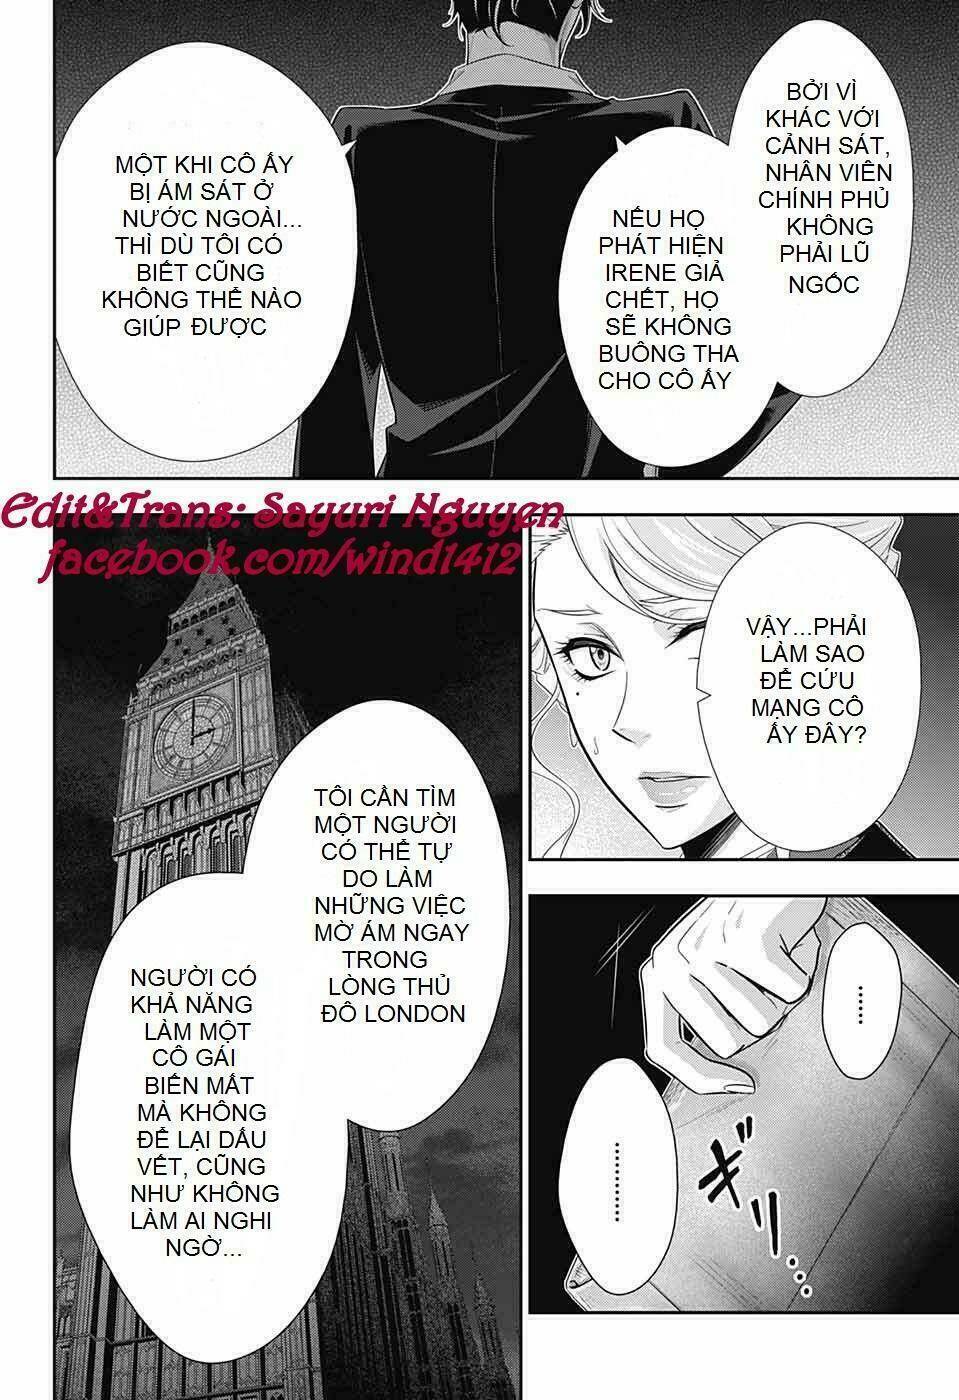 BỞI VÌ
KHÁC VỚI
CẢNH SÁT,
NHÂN VIÊN
CHÍNH PHỦ
KHÔNG
PHẢI LŨ
NGỐC
NẾU HỌ
PHÁT HIỆN
IRENE GIẢ
CHẾT, HỌ
SẼ KHÔNG
BUÔNG THA
CHO CÔ ẤY
MỘT KHI CÔ ẤY
BỊ ÁM SÁT Ở
NƯỚC NGOÀI...
THÌ DÙ TÔI CÓ
BIẾT CŨNG
KHÔNG THỂ NÀO
GIÚP ĐƯỢC
Edit&Trans: Sayuri Nguyen
facebook.com/wind1412
VẬY...PHẢI
LÀM SAO
ĐỂ CỨU
MẠNG CÔ
ẤY ĐÂY?
......
..........
ギ...
TÔI CẦN TÌM
MỘT NGƯỜI
CÓ THỂ TỰ
DO LÀM
NHỮNG VIỆC
MỜ ÁM NGAY
TRONG
LÒNG THỦ
ĐÔ LONDON
NGƯỜI CÓ
KHẢ NĂNG
LÀM MỘT
CÔ GÁI
BIẾN MẤT
MÀ KHÔNG
ĐỂ LẠI DẤU
VẾT, CŨNG
NHƯ KHÔNG
LÀM AI NGHI
NGỜ...